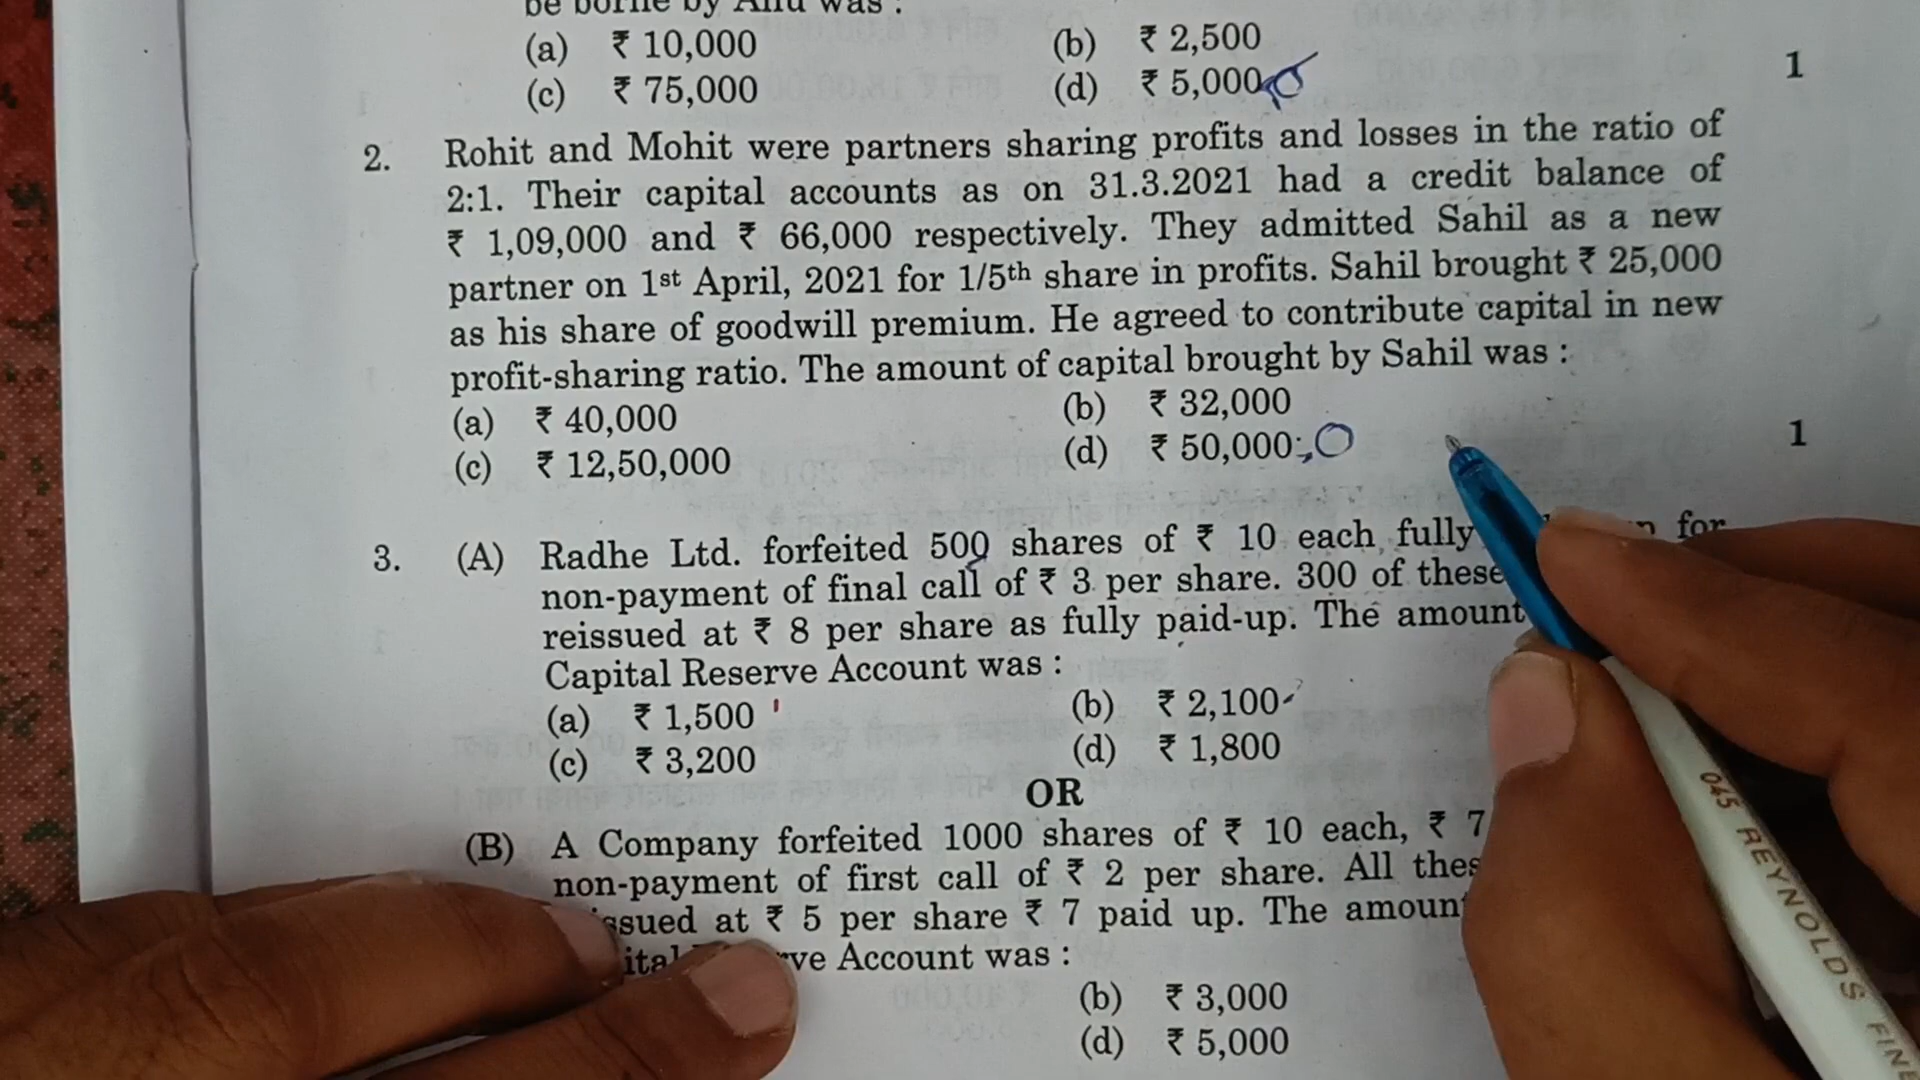 be borne by Anu was :
(a) ₹ 10,000 (b) ₹ 2,500
(c) ₹ 75,000 (d) ₹ 5,000 1
2. Rohit and Mohit were partners sharing profits and losses in the ratio of
2:1. Their capital accounts as on 31.3.2021 had a credit balance of
₹ 1,09,000 and ₹ 66,000 respectively. They admitted Sahil as a new
partner on 1st April, 2021 for 1/5th share in profits. Sahil brought ₹ 25,000
as his share of goodwill premium. He agreed to contribute capital in new
profit-sharing ratio. The amount of capital brought by Sahil was :
(a) ₹ 40,000 (b) ₹ 32,000
(c) ₹ 12,50,000 (d) ₹ 50,000 1
3. (A) Radhe Ltd. forfeited 500 shares of ₹ 10 each fully for
non-payment of final call of ₹ 3 per share. 300 of these
reissued at ₹ 8 per share as fully paid-up. The amount
Capital Reserve Account was :
(a) ₹ 1,500 (b) ₹ 2,100
(c) ₹ 3,200 (d) ₹ 1,800
OR
(B) A Company forfeited 1000 shares of ₹ 10 each, ₹ 7
non-payment of first call of ₹ 2 per share. All
at ₹ 5 per share ₹ 7 paid up. The
Account was :
(b) ₹ 3,000
(d) ₹ 5,000
045 REYNOLDS